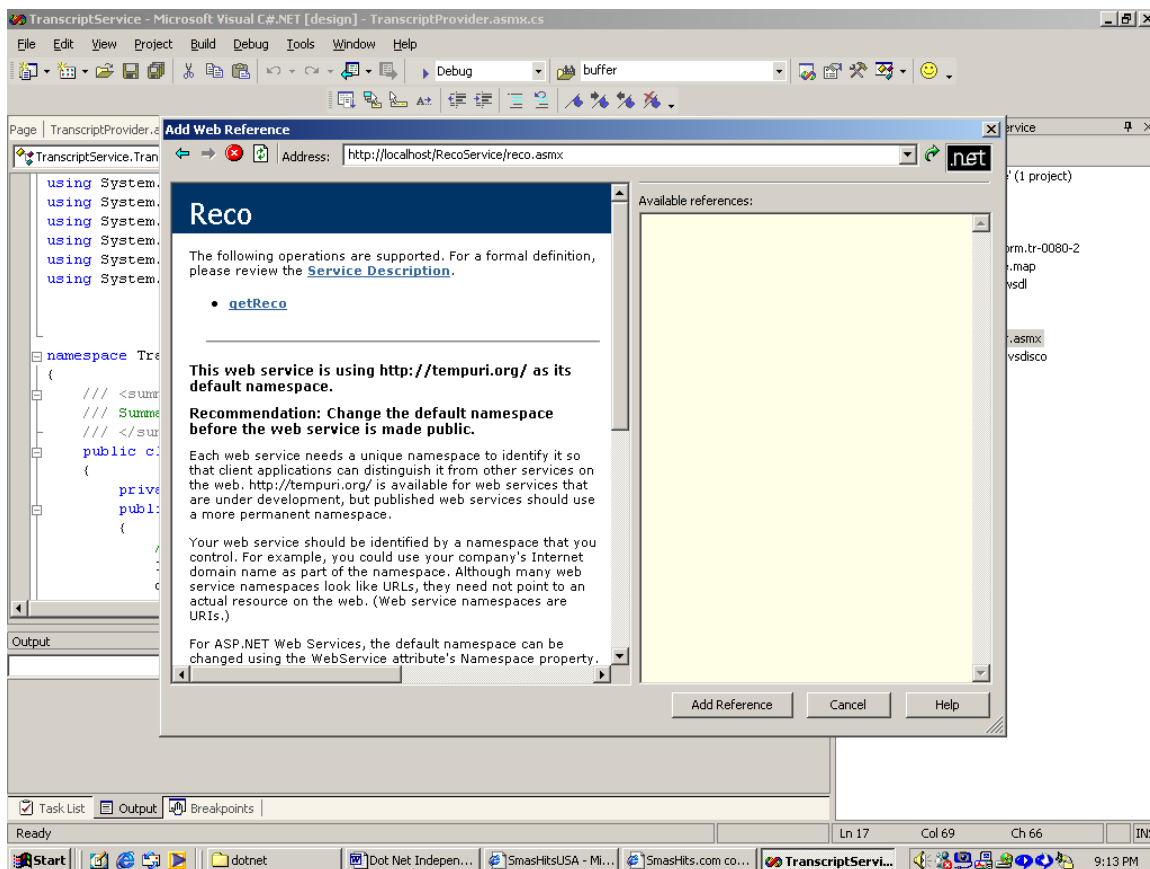 TranscriptService - Microsoft Visual C#.NET [design] - TranscriptProvider.asmx.cs
File Edit View Project Build Debug Tools Window Help
Debug buffer
Page TranscriptProvider.a
Add Web Reference
ervice
TranscriptService.Tran
Address: http://localhost/RecoService/reco.asmx
.net
' (1 project)
using System.
using System.
using System.
using System.
using System.
using System.
Reco
Available references:
The following operations are supported. For a formal definition,
please review the Service Description.
getReco
orm.tr-0080-2
.map
vsdl
.asmx
vsdisco
namespace Tra
{
/// <summ
/// Summa
/// </sum
public cl
{
priva
publi
{
This web service is using http://tempuri.org/ as its
default namespace.
Recommendation: Change the default namespace
before the web service is made public.
Each web service needs a unique namespace to identify it so
that client applications can distinguish it from other services on
the web. http://tempuri.org/ is available for web services that
are under development, but published web services should use
a more permanent namespace.
Your web service should be identified by a namespace that you
control. For example, you could use your company's Internet
domain name as part of the namespace. Although many web
service namespaces look like URLs, they need not point to an
actual resource on the web. (Web service namespaces are
URIs.)
For ASP.NET Web Services, the default namespace can be
changed using the WebService attribute's Namespace property.
Output
Add Reference Cancel Help
Task List Output Breakpoints
Ready Ln 17 Col 69 Ch 66 IN
Start dotnet Dot Net Indepen... SmasHitsUSA - Mi... SmasHits.com co... TranscriptServi... 9:13 PM